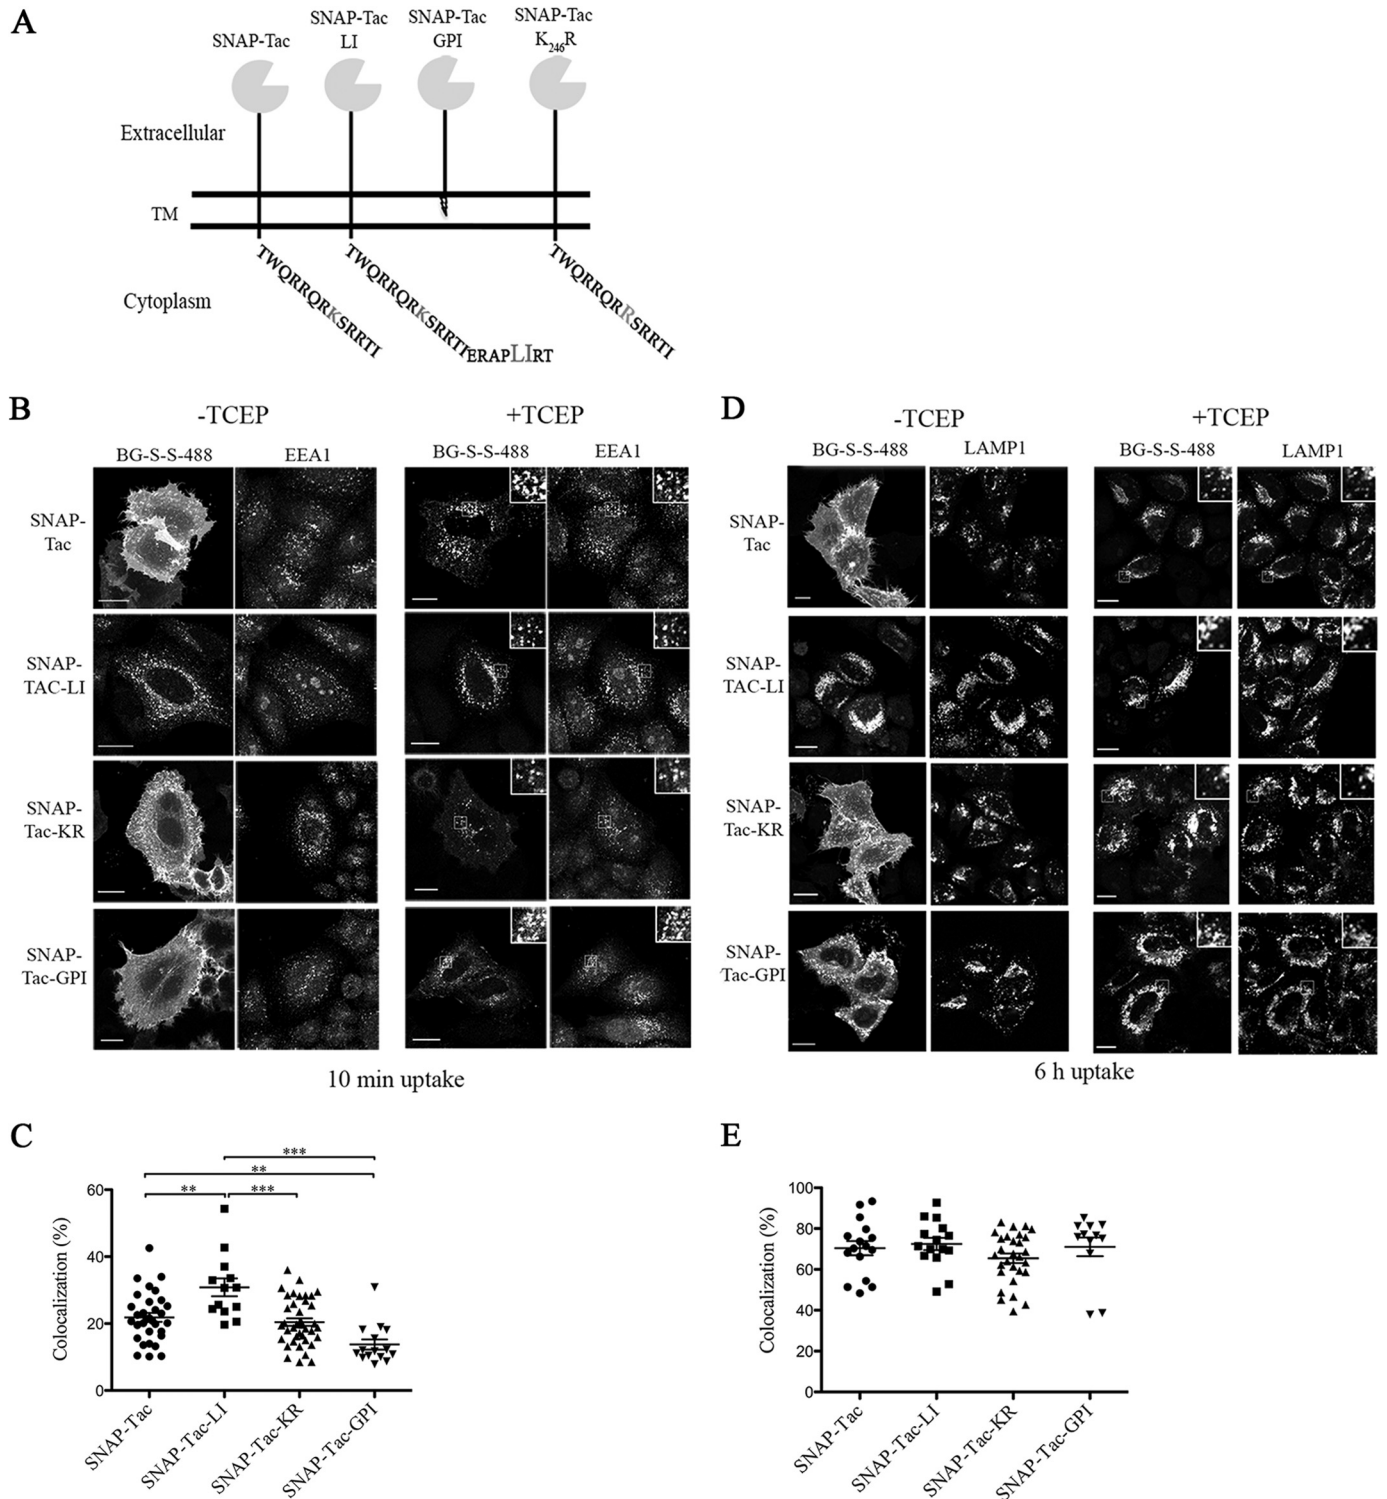 A
SNAP-Tac
SNAP-Tac
LI
SNAP-Tac
GPI
SNAP-Tac
K246R
Extracellular
TM
Cytoplasm
TWQRRQRKSRRTI
TWQRRQRKSRRTIERAPLIRT
TWQRRQRRSRRTI
B
-TCEP
+TCEP
BG-S-S-488
EEA1
BG-S-S-488
EEA1
SNAP-
Tac
SNAP-
TAC-LI
SNAP-
Tac-KR
SNAP-
Tac-GPI
10 min uptake
D
-TCEP
+TCEP
BG-S-S-488
LAMP1
BG-S-S-488
LAMP1
SNAP-
Tac
SNAP-
TAC-LI
SNAP-
Tac-KR
SNAP-
Tac-GPI
6 h uptake
C
***
**
**
***
Colocalization (%)
60
40
20
0
SNAP-Tac
SNAP-Tac-LI
SNAP-Tac-KR
SNAP-Tac-GPI
E
Colocalization (%)
100
80
60
40
20
0
SNAP-Tac
SNAP-Tac-LI
SNAP-Tac-KR
SNAP-Tac-GPI